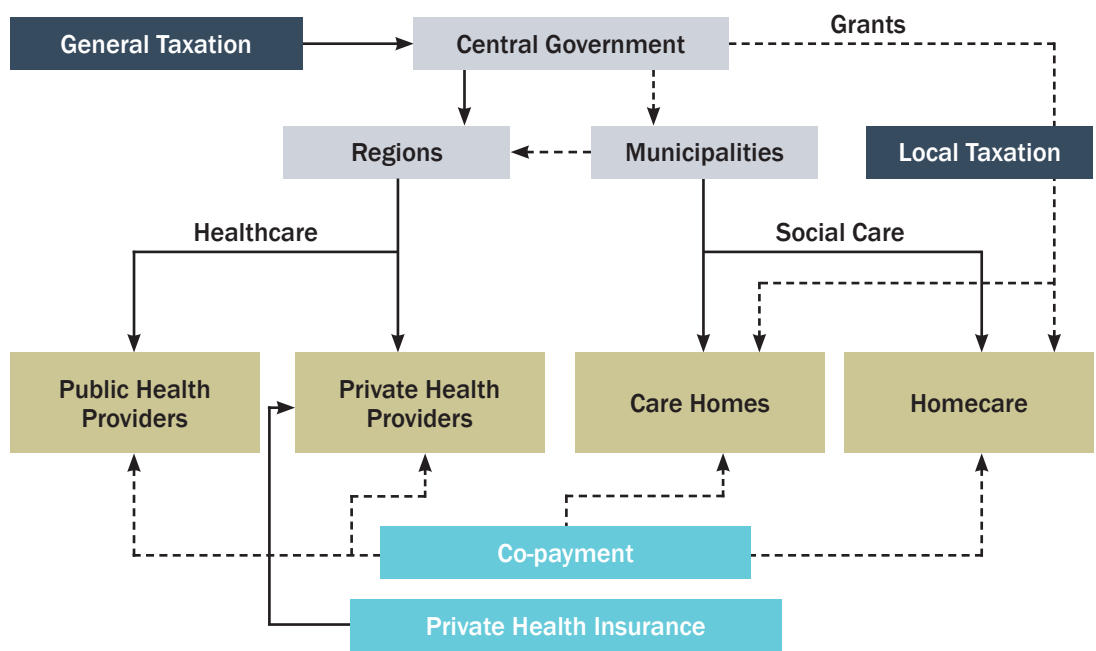 General Taxation
Central Government
Grants
Regions
Municipalities
Local Taxation
Healthcare
Social Care
Public Health
Providers
Private Health
Providers
Care Homes
Homecare
Co-payment
Private Health Insurance